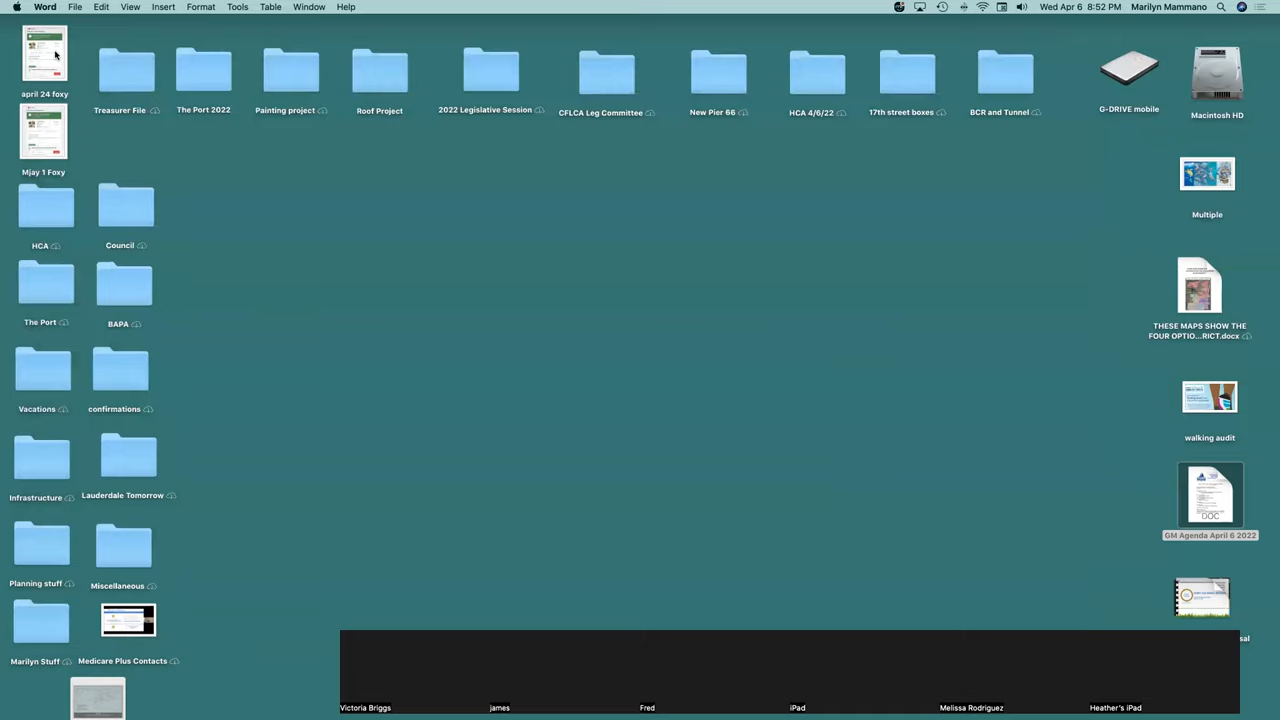 Word File Edit View Insert Format Tools Table Window Help Wed Apr 6 8:52 PM Marilyn Mammano
april 24 foxy
Treasurer File
The Port 2022
Painting project
Roof Project
2022 Legislative Session
CFLCA Leg Committee
New Pier 66
HCA 4/6/22
17th street boxes
BCR and Tunnel
G-DRIVE mobile
Macintosh HD
Mjay 1 Foxy
Multiple
HCA
Council
The Port
BAPA
THESE MAPS SHOW THE
FOUR OPTIO...RICT.docx
Vacations
confirmations
walking audit
Infrastructure
Lauderdale Tomorrow
DOC
GM Agenda April 6 2022
Planning stuff
Miscellaneous
sal
Marilyn Stuff
Medicare Plus Contacts
Victoria Briggs
james
Fred
iPad
Melissa Rodriguez
Heather's iPad